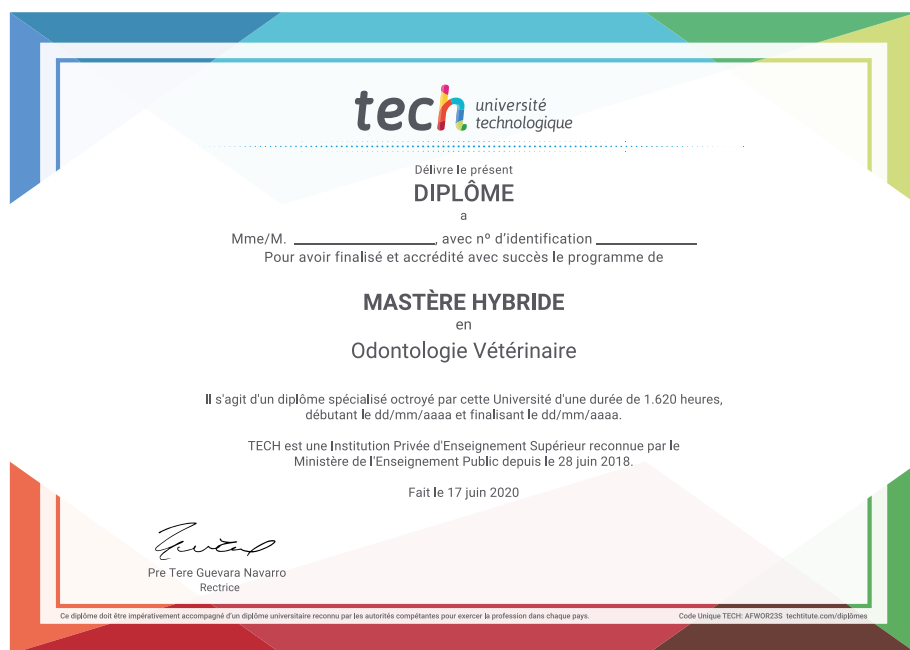 tech université
technologique
Délivre le présent
DIPLÔME
a
Mme/M. ____________________, avec nº d'identification ______________
Pour avoir finalisé et accrédité avec succès le programme de
MASTÈRE HYBRIDE
en
Odontologie Vétérinaire
Il s'agit d'un diplôme spécialisé octroyé par cette Université d'une durée de 1.620 heures,
débutant le dd/mm/aaaa et finalisant le dd/mm/aaaa.
TECH est une Institution Privée d'Enseignement Supérieur reconnue par le
Ministère de l'Enseignement Public depuis le 28 juin 2018.
Fait le 17 juin 2020
Pre Tere Guevara Navarro
Rectrice
Ce diplôme doit être impérativement accompagné d'un diplôme universitaire reconnu par les autorités compétentes pour exercer la profession dans chaque pays. Code Unique TECH: AFWOR23S techtitute.com/diplômes